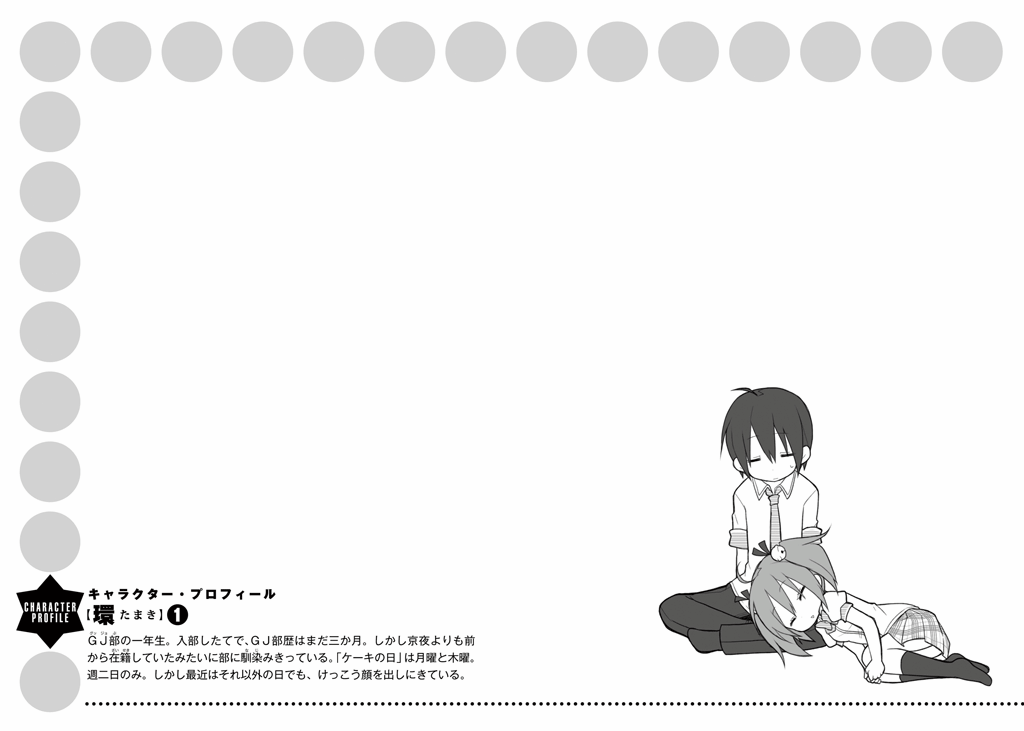 CHARACTER
PROFILE
キャラクター・プロフィール
【環 たまき】❶
ＧＪ部の一年生。入部したてで、ＧＪ部歴はまだ三か月。しかし京夜よりも前
から在籍していたみたいに部に馴染みきっている。「ケーキの日」は月曜と木曜。
週二日のみ。しかし最近はそれ以外の日でも、けっこう顔を出しにきている。